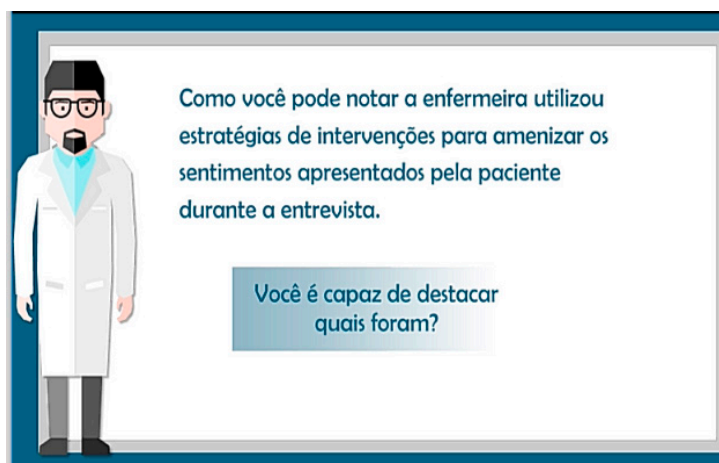 Como você pode notar a enfermeira utilizou
estratégias de intervenções para amenizar os
sentimentos apresentados pela paciente
durante a entrevista.
Você é capaz de destacar
quais foram?